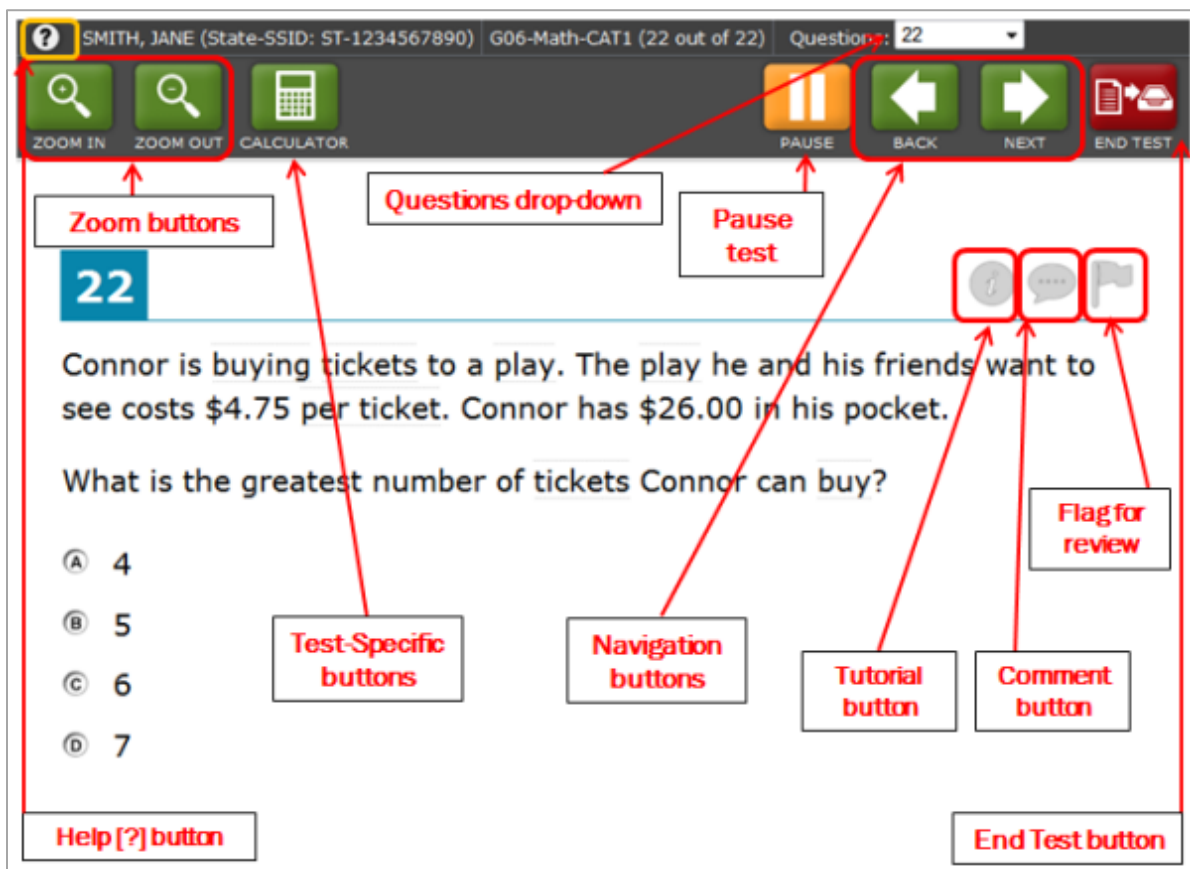 ? SMITH, JANE (State-SSID: ST-1234567890) G06-Math-CAT1 (22 out of 22) Questions: 22
ZOOM IN ZOOM OUT CALCULATOR PAUSE BACK NEXT END TEST
Zoom buttons
Questions drop-down
Pause
test
22
i
Connor is buying tickets to a play. The play he and his friends want to
see costs $4.75 per ticket. Connor has $26.00 in his pocket.
What is the greatest number of tickets Connor can buy?
Flag for
review
A 4
B 5
C 6
D 7
Test-Specific
buttons
Navigation
buttons
Tutorial
button
Comment
button
Help [?] button
End Test button